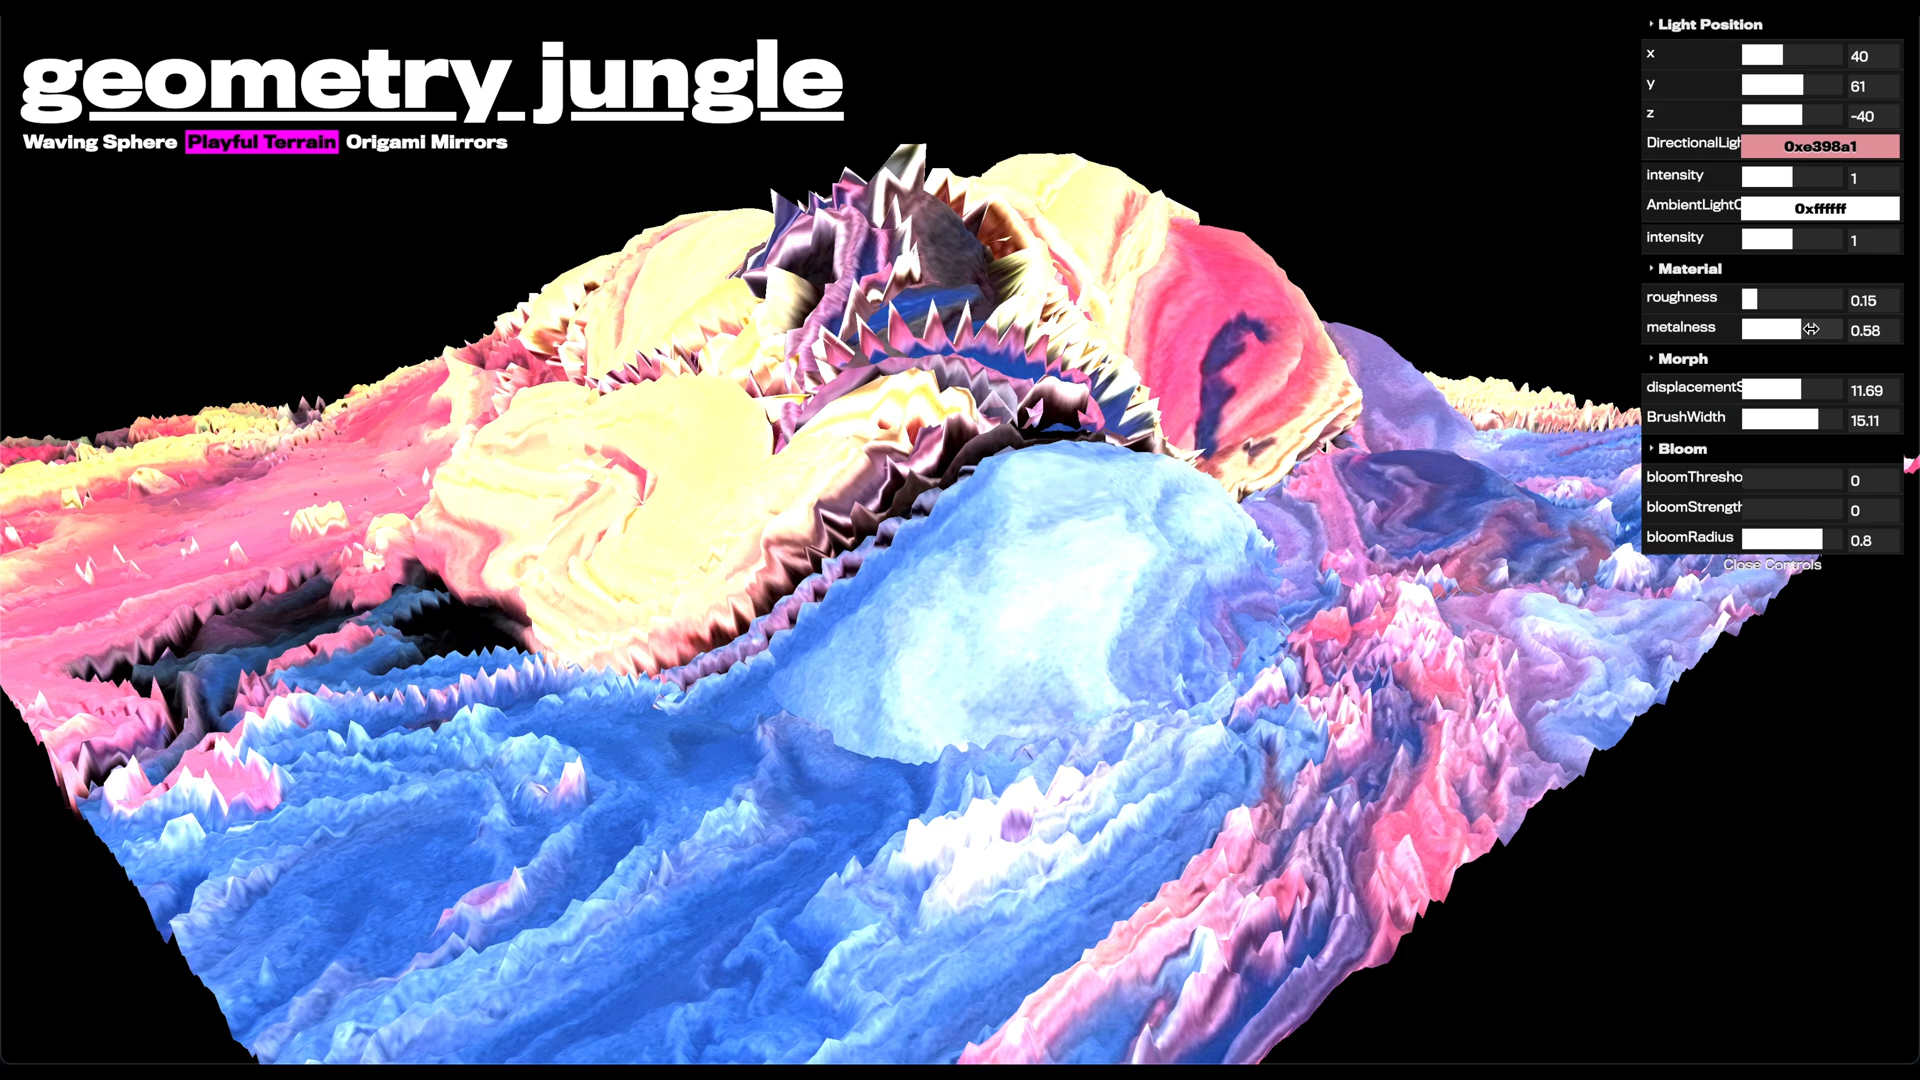 geometry jungle
Waving Sphere Playful Terrain Origami Mirrors
Light Position
x 40
y 61
z -40
DirectionalLigh 0xe398a1
intensity 1
AmbientLightC 0xffffff
intensity 1
Material
roughness 0.15
metalness 0.58
Morph
displacementS 11.69
BrushWidth 15.11
Bloom
bloomThresho 0
bloomStrength 0
bloomRadius 0.8
Close Controls